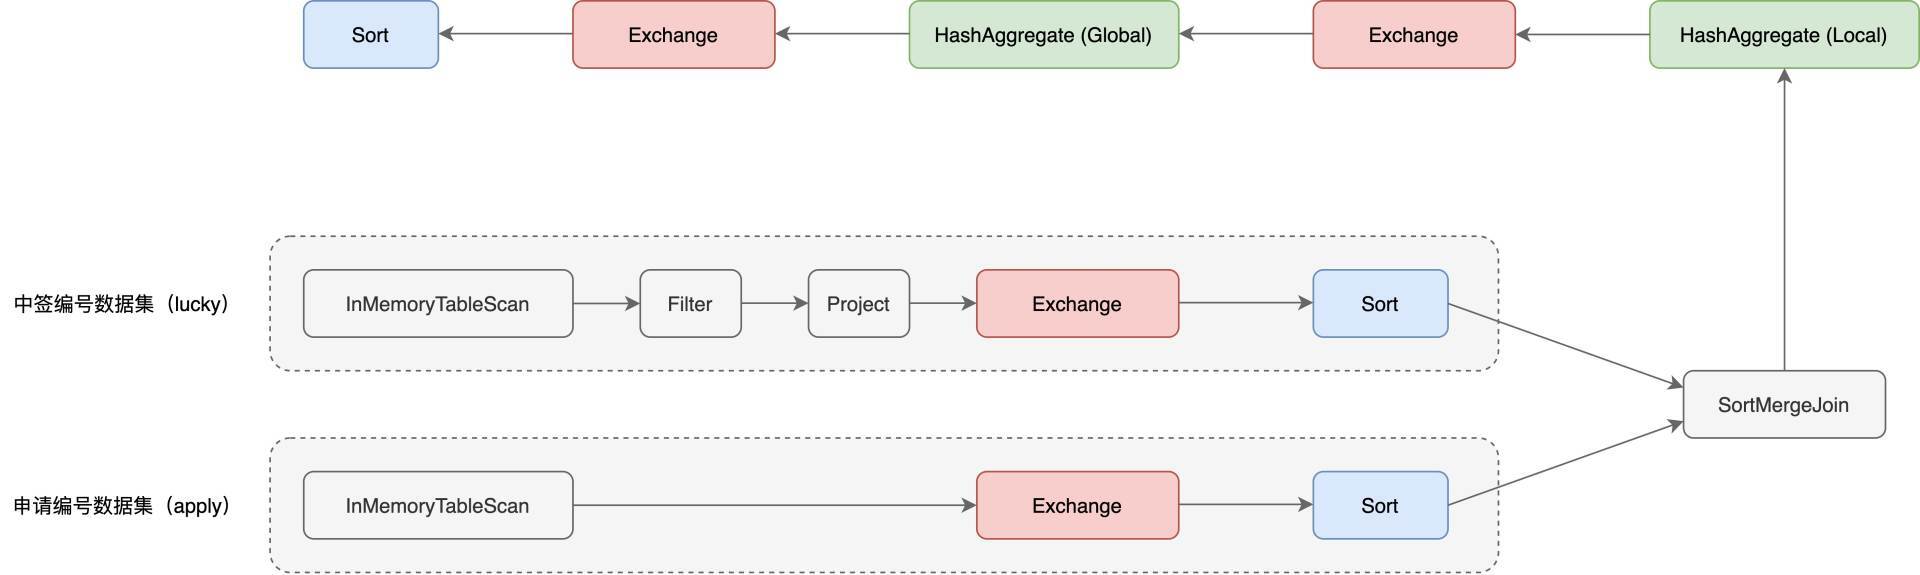 Sort
Exchange
HashAggregate (Global)
Exchange
HashAggregate (Local)
中签编号数据集（lucky）
InMemoryTableScan
Filter
Project
Exchange
Sort
SortMergeJoin
申请编号数据集（apply）
InMemoryTableScan
Exchange
Sort